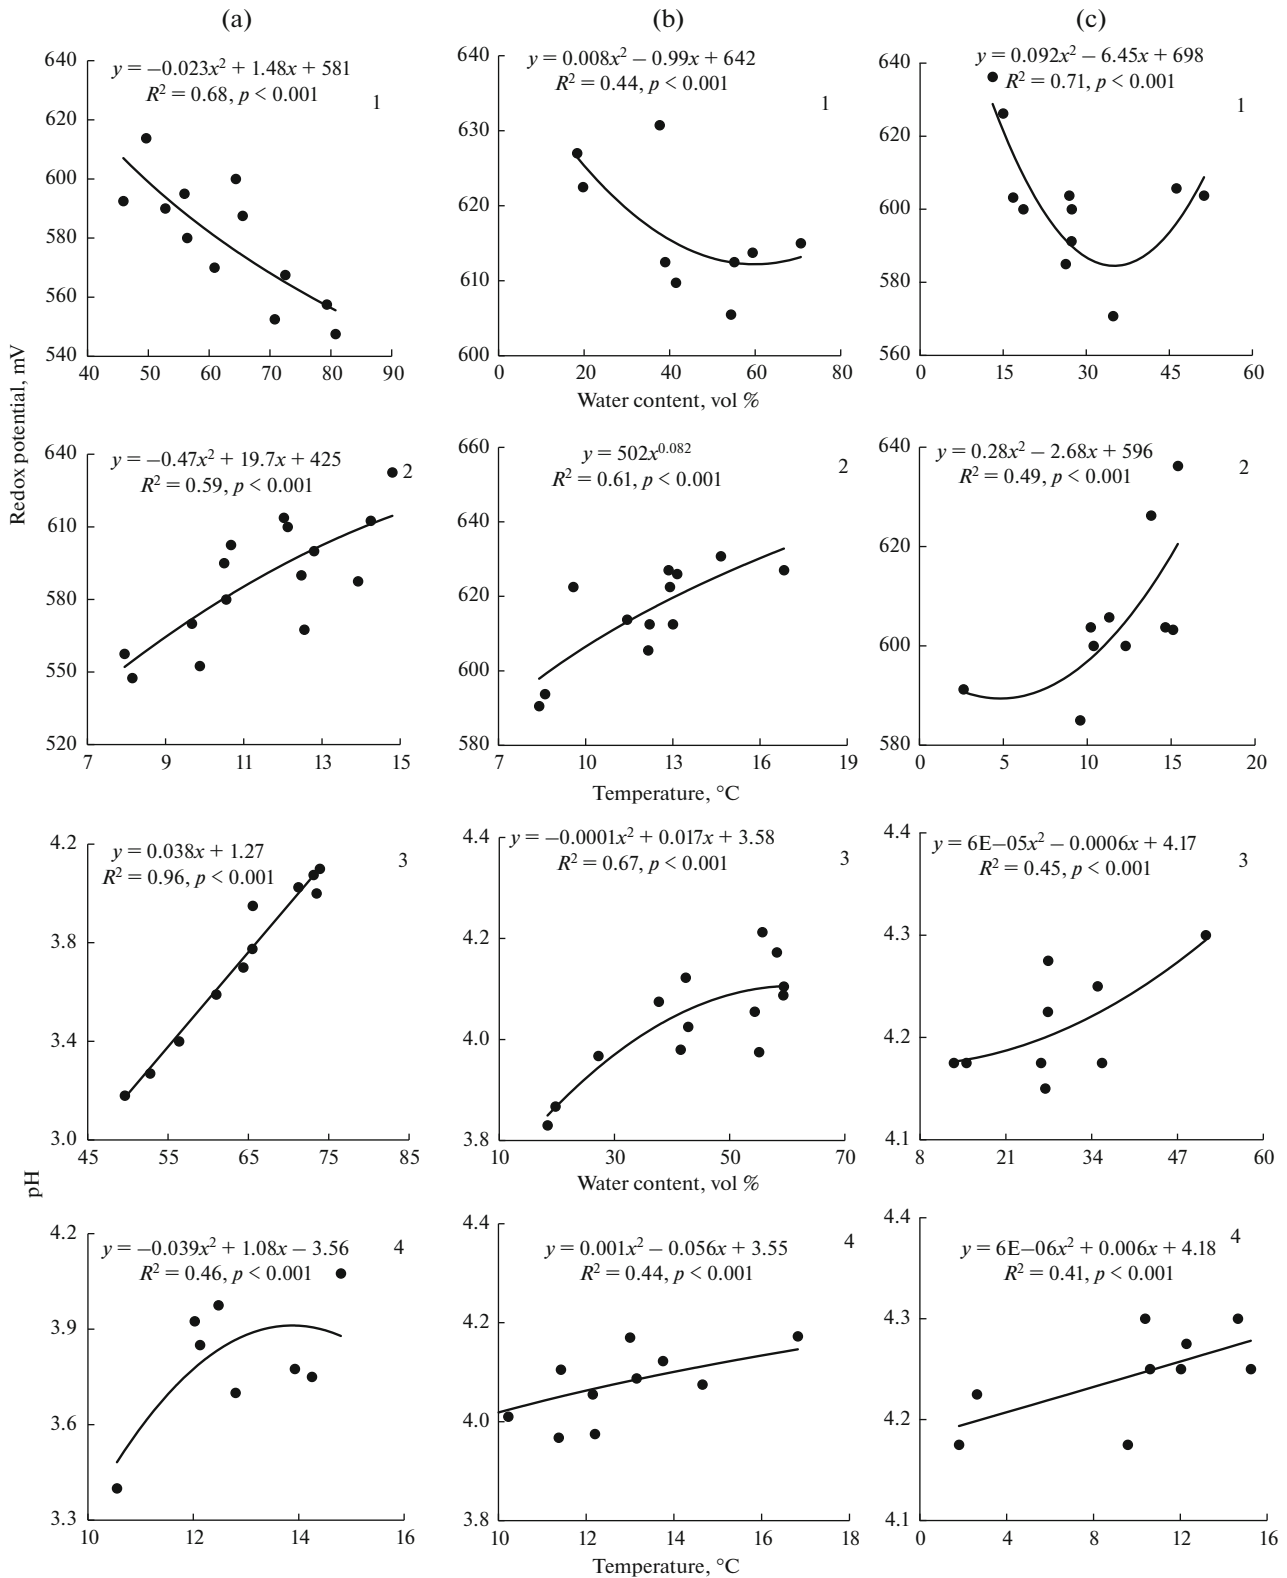 (a) (b) (c)
Redox potential, mV
640
620
600
580
560
540
40 50 60 70 80 90
y = −0.023x² + 1.48x + 581
R² = 0.68, p < 0.001
1
640
630
620
610
600
0 20 40 60 80
y = 0.008x² − 0.99x + 642
R² = 0.44, p < 0.001
1
640
620
600
580
560
0 15 30 45 60
y = 0.092x² − 6.45x + 698
R² = 0.71, p < 0.001
1
Water content, vol %
640
610
580
550
520
7 9 11 13 15
y = −0.47x² + 19.7x + 425
R² = 0.59, p < 0.001
2
660
640
620
600
580
7 10 13 16 19
y = 502x⁰·⁰⁸²
R² = 0.61, p < 0.001
2
640
620
600
580
0 5 10 15 20
y = 0.28x² − 2.68x + 596
R² = 0.49, p < 0.001
2
Temperature, °C
pH
4.2
3.8
3.4
3.0
45 55 65 75 85
y = 0.038x + 1.27
R² = 0.96, p < 0.001
3
4.4
4.2
4.0
3.8
10 30 50 70
y = −0.0001x² + 0.017x + 3.58
R² = 0.67, p < 0.001
3
4.4
4.3
4.2
4.1
8 21 34 47 60
y = 6E−05x² − 0.0006x + 4.17
R² = 0.45, p < 0.001
3
Water content, vol %
4.2
3.9
3.6
3.3
10 12 14 16
y = −0.039x² + 1.08x − 3.56
R² = 0.46, p < 0.001
4
4.4
4.2
4.0
3.8
10 12 14 16 18
y = 0.001x² − 0.056x + 3.55
R² = 0.44, p < 0.001
4
4.4
4.3
4.2
4.1
0 4 8 12 16
y = 6E−06x² + 0.006x + 4.18
R² = 0.41, p < 0.001
4
Temperature, °C